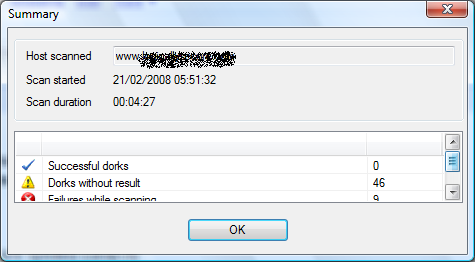 Summary
Host scanned www.
Scan started 21/02/2008 05:51:32
Scan duration 00:04:27
Successful dorks 0
Dorks without result 46
Failures while scanning 9
OK